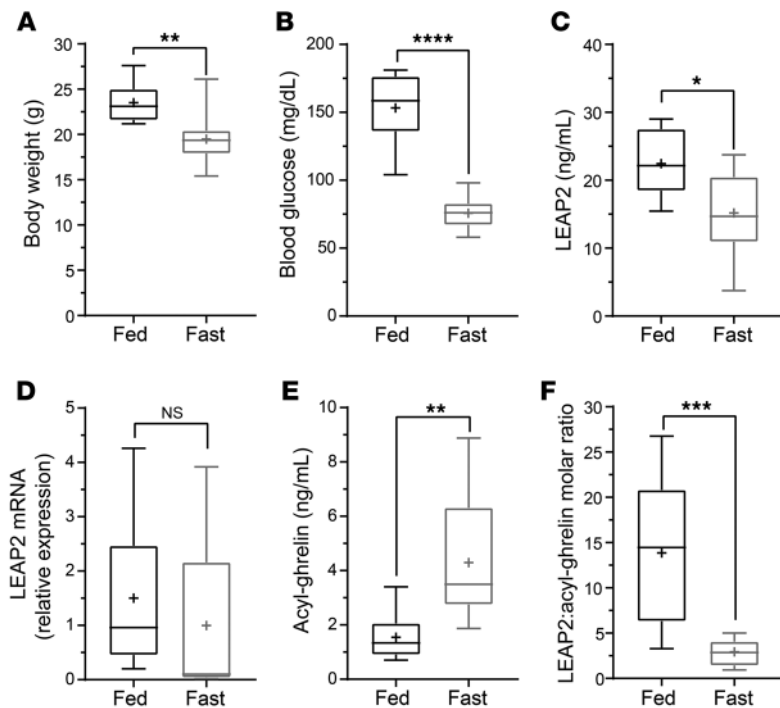 A
Body weight (g)
30
25
20
15
10
5
0
**
Fed Fast
B
Blood glucose (mg/dL)
200
150
100
75
50
25
0
****
Fed Fast
C
LEAP2 (ng/mL)
40
30
20
10
0
*
Fed Fast
D
LEAP2 mRNA
(relative expression)
5
4
3
2
1
0
NS
Fed Fast
E
Acyl-ghrelin (ng/mL)
10
8
6
4
2
0
**
Fed Fast
F
LEAP2:acyl-ghrelin molar ratio
30
25
20
15
10
5
0
***
Fed Fast